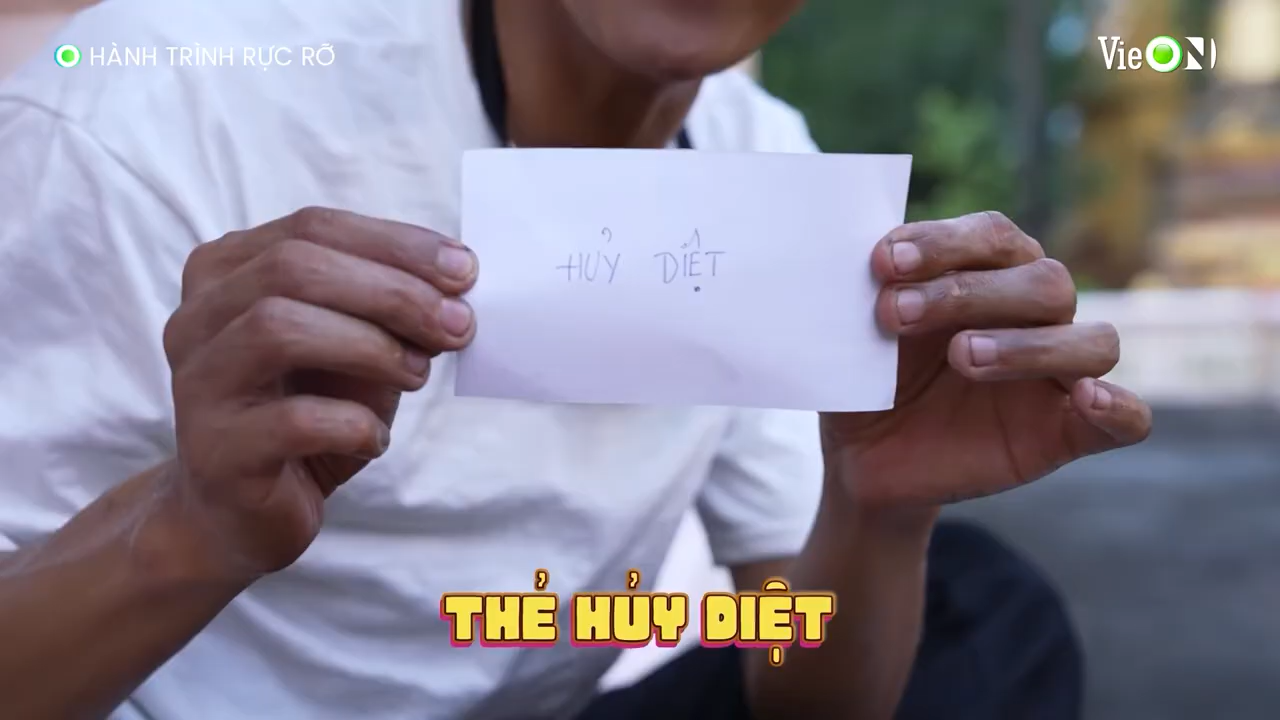 HÀNH TRÌNH RỰC RỠ
VieON
HỦY DIỆT
THẺ HỦY DIỆT